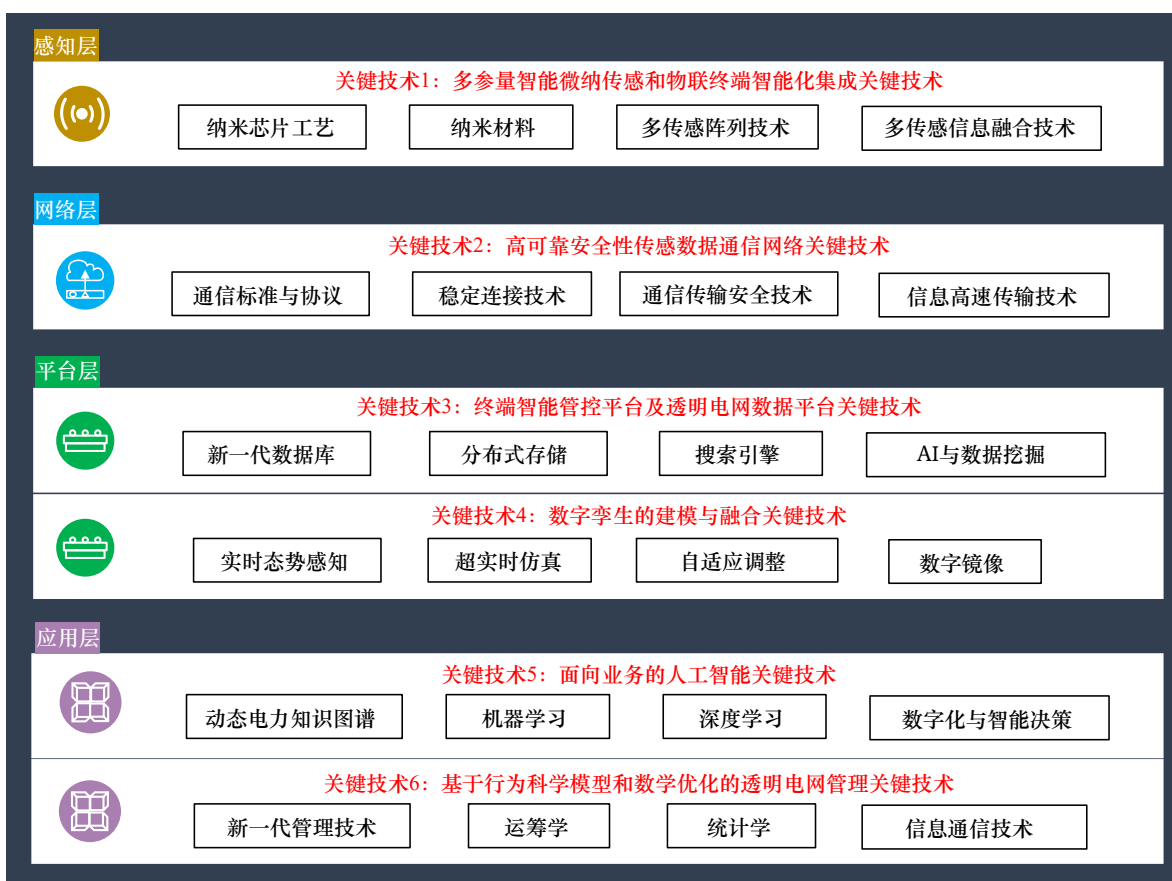 感知层
关键技术1：多参量智能微纳传感和物联终端智能化集成关键技术
纳米芯片工艺 纳米材料 多传感阵列技术 多传感信息融合技术
网络层
关键技术2：高可靠安全性传感数据通信网络关键技术
通信标准与协议 稳定连接技术 通信传输安全技术 信息高速传输技术
平台层
关键技术3：终端智能管控平台及透明电网数据平台关键技术
新一代数据库 分布式存储 搜索引擎 AI与数据挖掘
关键技术4：数字孪生的建模与融合关键技术
实时态势感知 超实时仿真 自适应调整 数字镜像
应用层
关键技术5：面向业务的人工智能关键技术
动态电力知识图谱 机器学习 深度学习 数字化与智能决策
关键技术6：基于行为科学模型和数学优化的透明电网管理关键技术
新一代管理技术 运筹学 统计学 信息通信技术